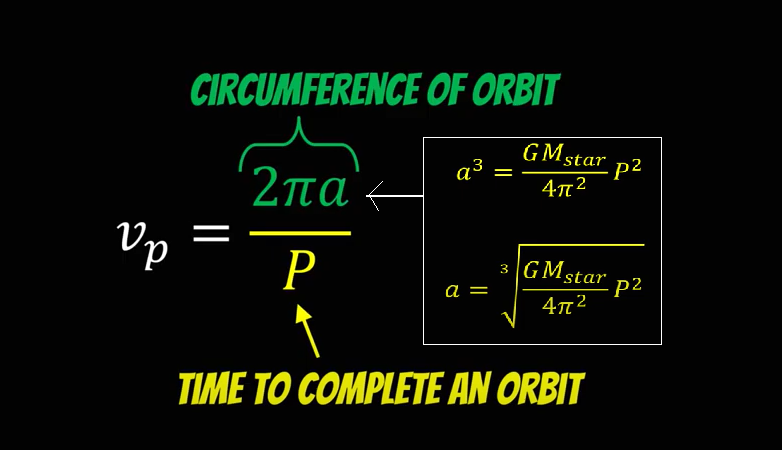 CIRCUMFERENCE OF ORBIT
v_p = 2πa / P
TIME TO COMPLETE AN ORBIT
a³ = GM_star / 4π² P²
a = ∛(GM_star / 4π² P²)